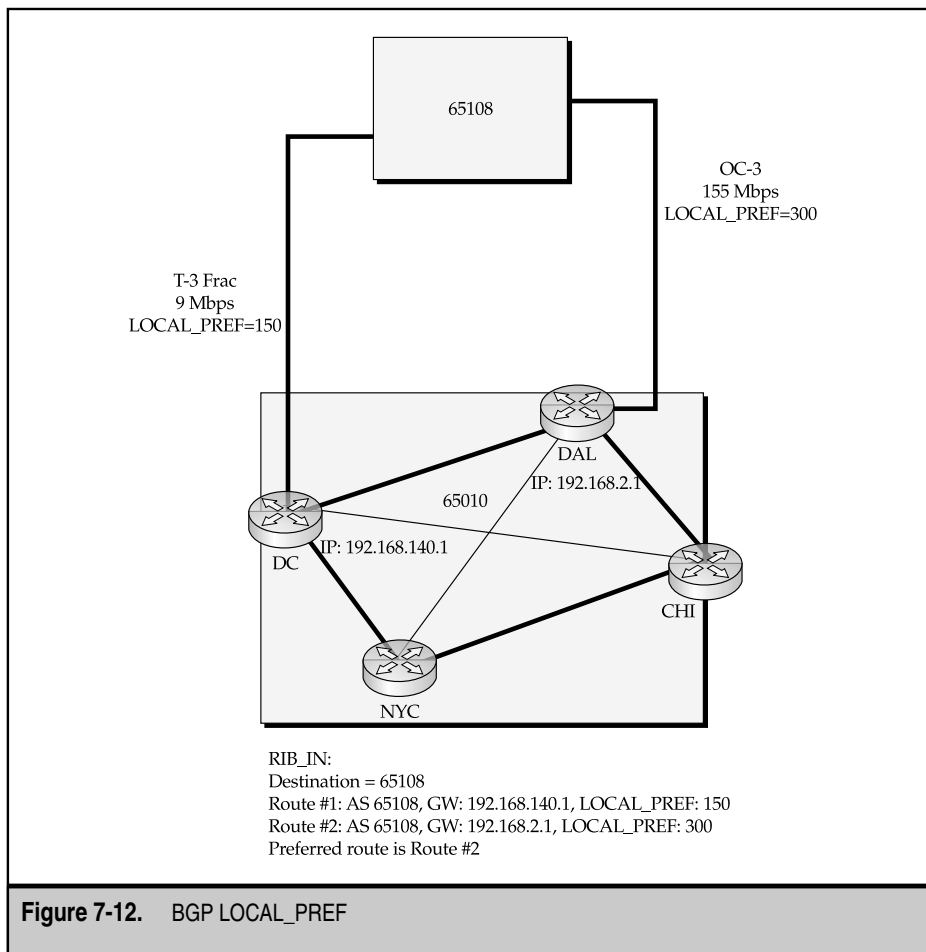 65108
OC-3
155 Mbps
LOCAL_PREF=300
T-3 Frac
9 Mbps
LOCAL_PREF=150
DAL
IP: 192.168.2.1
65010
IP: 192.168.140.1
DC
CHI
NYC
RIB_IN:
Destination = 65108
Route #1: AS 65108, GW: 192.168.140.1, LOCAL_PREF: 150
Route #2: AS 65108, GW: 192.168.2.1, LOCAL_PREF: 300
Preferred route is Route #2
Figure 7-12. BGP LOCAL_PREF